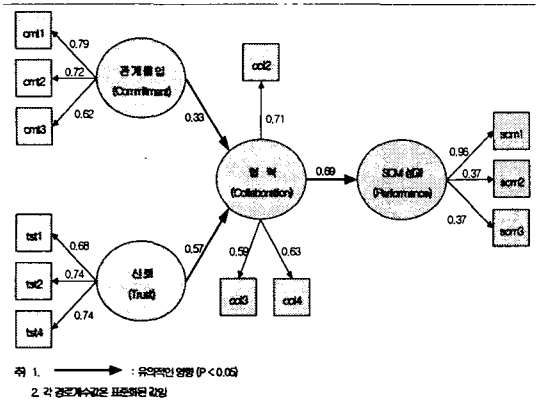 cmt1
0.79
cmt2
0.72
cmt3
0.62
관계몰입
(Commitment)
0.33
col2
0.71
협 력
(Collaboration)
0.69
SCM 성과
(Performance)
0.96
scm1
0.37
scm2
0.37
scm3
tst1
0.68
tst2
0.74
tst4
0.74
신뢰
(Trust)
0.57
0.59
0.63
col3
col4
주) 1. : 유의적인 영향 (P < 0.05)
2. 각 경로계수값은 표준화된 값임